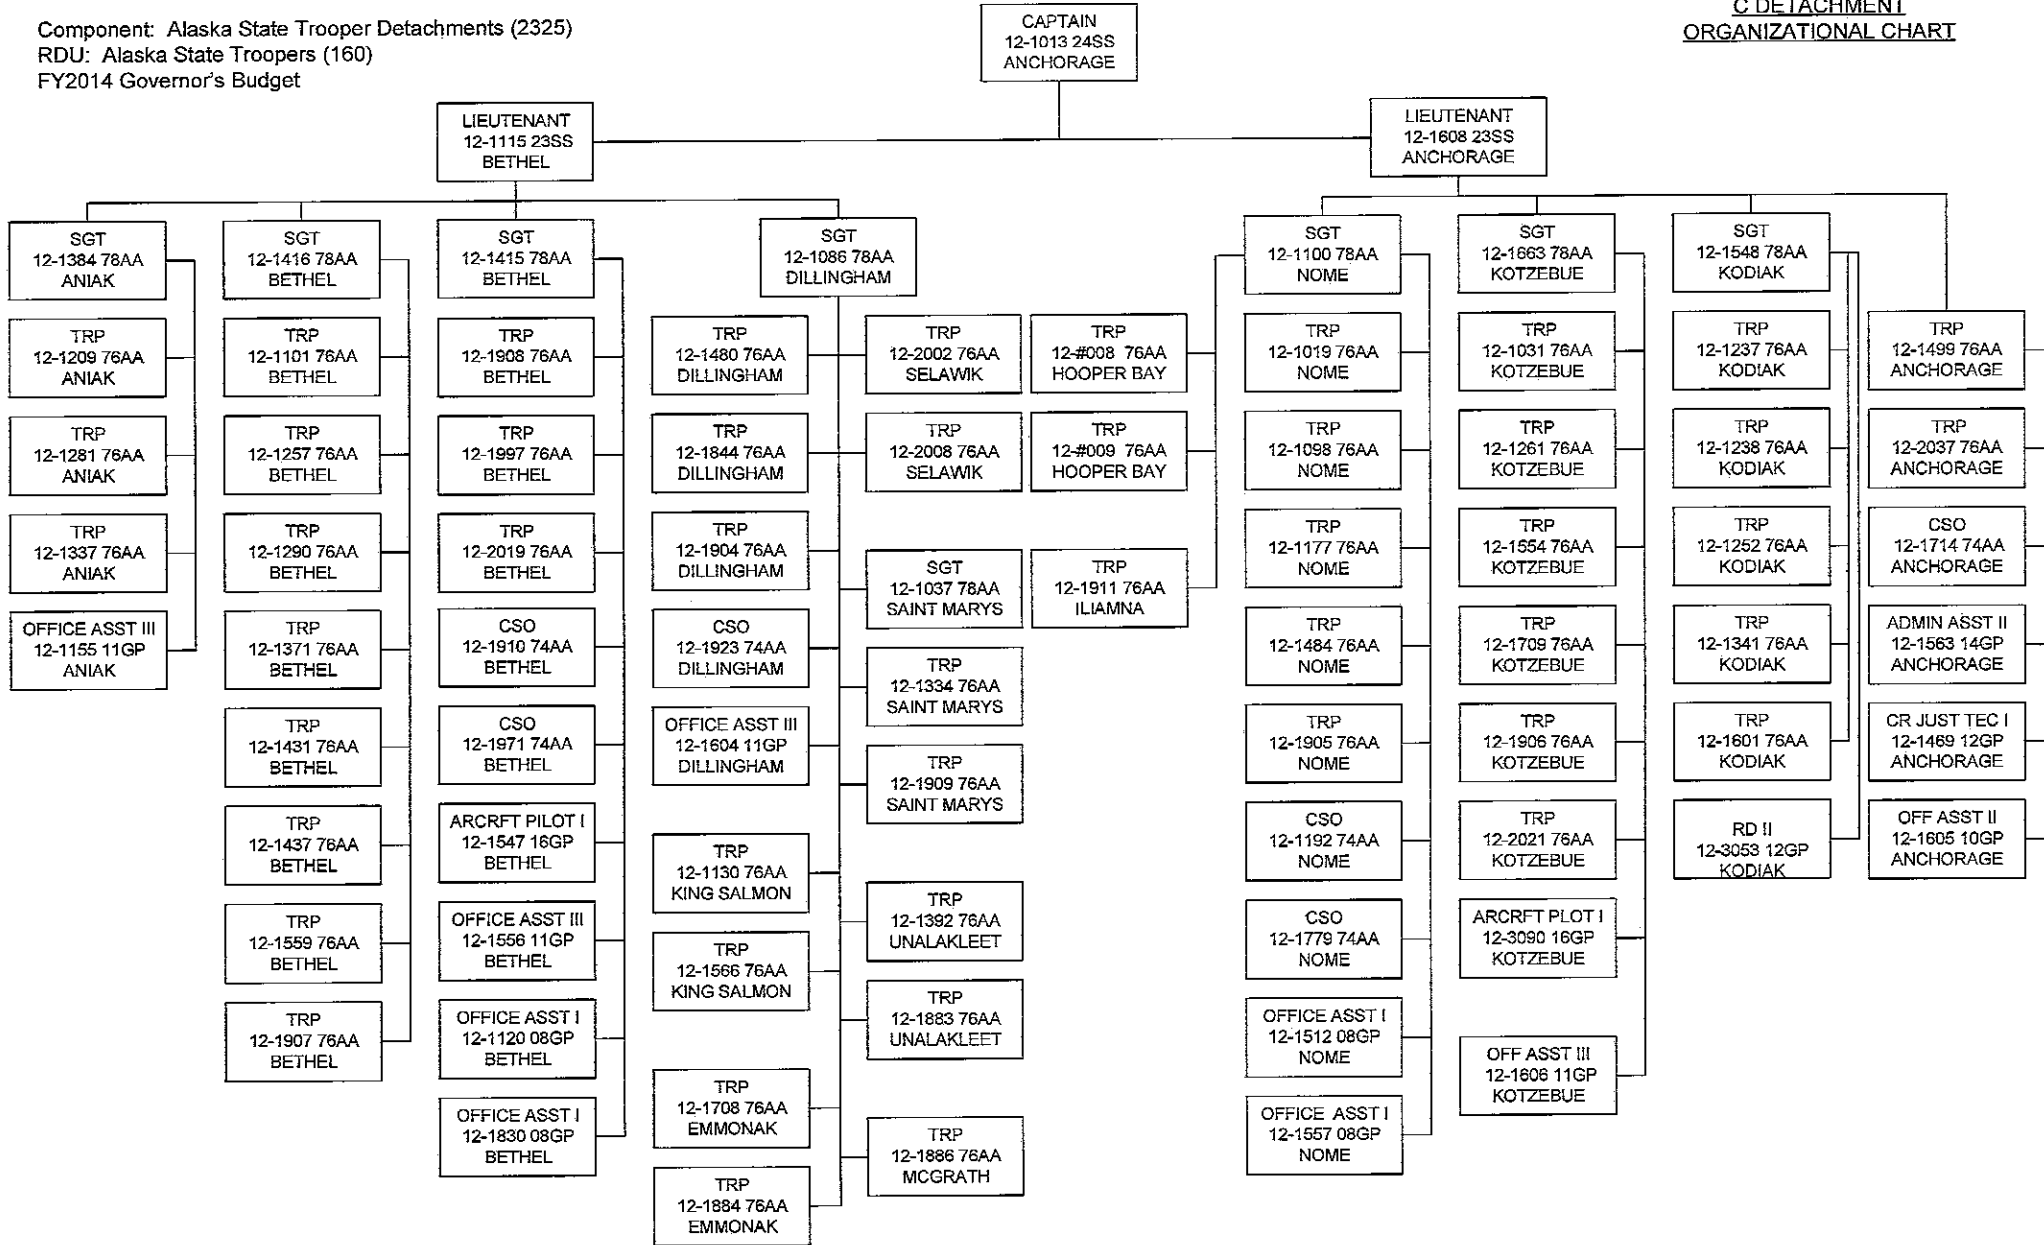 Component: Alaska State Trooper Detachments (2325)
RDU: Alaska State Troopers (160)
FY2014 Governor's Budget
C DETACHMENT
ORGANIZATIONAL CHART
CAPTAIN
12-1013 24SS
ANCHORAGE
LIEUTENANT
12-1115 23SS
BETHEL
LIEUTENANT
12-1608 23SS
ANCHORAGE
SGT
12-1384 78AA
ANIAK
TRP
12-1209 76AA
ANIAK
TRP
12-1281 76AA
ANIAK
TRP
12-1337 76AA
ANIAK
OFFICE ASST III
12-1155 11GP
ANIAK
SGT
12-1416 78AA
BETHEL
TRP
12-1101 76AA
BETHEL
TRP
12-1257 76AA
BETHEL
TRP
12-1290 76AA
BETHEL
TRP
12-1371 76AA
BETHEL
TRP
12-1431 76AA
BETHEL
TRP
12-1437 76AA
BETHEL
TRP
12-1559 76AA
BETHEL
TRP
12-1907 76AA
BETHEL
SGT
12-1415 78AA
BETHEL
TRP
12-1908 76AA
BETHEL
TRP
12-1997 76AA
BETHEL
TRP
12-2019 76AA
BETHEL
CSO
12-1910 74AA
BETHEL
CSO
12-1971 74AA
BETHEL
ARCRFT PILOT I
12-1547 16GP
BETHEL
OFFICE ASST III
12-1556 11GP
BETHEL
OFFICE ASST I
12-1120 08GP
BETHEL
OFFICE ASST I
12-1830 08GP
BETHEL
SGT
12-1086 78AA
DILLINGHAM
TRP
12-1480 76AA
DILLINGHAM
TRP
12-1844 76AA
DILLINGHAM
TRP
12-1904 76AA
DILLINGHAM
CSO
12-1923 74AA
DILLINGHAM
OFFICE ASST III
12-1604 11GP
DILLINGHAM
TRP
12-1130 76AA
KING SALMON
TRP
12-1566 76AA
KING SALMON
TRP
12-1708 76AA
EMMONAK
TRP
12-1884 76AA
EMMONAK
TRP
12-2002 76AA
SELAWIK
TRP
12-2008 76AA
SELAWIK
SGT
12-1037 78AA
SAINT MARYS
TRP
12-1334 76AA
SAINT MARYS
TRP
12-1909 76AA
SAINT MARYS
TRP
12-1392 76AA
UNALAKLEET
TRP
12-1883 76AA
UNALAKLEET
TRP
12-1886 76AA
MCGRATH
TRP
12-#008 76AA
HOOPER BAY
TRP
12-#009 76AA
HOOPER BAY
TRP
12-1911 76AA
ILIAMNA
SGT
12-1100 78AA
NOME
TRP
12-1019 76AA
NOME
TRP
12-1098 76AA
NOME
TRP
12-1177 76AA
NOME
TRP
12-1484 76AA
NOME
TRP
12-1905 76AA
NOME
CSO
12-1192 74AA
NOME
CSO
12-1779 74AA
NOME
OFFICE ASST I
12-1512 08GP
NOME
OFFICE ASST I
12-1557 08GP
NOME
SGT
12-1663 78AA
KOTZEBUE
TRP
12-1031 76AA
KOTZEBUE
TRP
12-1261 76AA
KOTZEBUE
TRP
12-1554 76AA
KOTZEBUE
TRP
12-1709 76AA
KOTZEBUE
TRP
12-1906 76AA
KOTZEBUE
TRP
12-2021 76AA
KOTZEBUE
ARCRFT PLOT I
12-3090 16GP
KOTZEBUE
OFF ASST III
12-1606 11GP
KOTZEBUE
SGT
12-1548 78AA
KODIAK
TRP
12-1237 76AA
KODIAK
TRP
12-1238 76AA
KODIAK
TRP
12-1252 76AA
KODIAK
TRP
12-1341 76AA
KODIAK
TRP
12-1601 76AA
KODIAK
RD II
12-3053 12GP
KODIAK
TRP
12-1499 76AA
ANCHORAGE
TRP
12-2037 76AA
ANCHORAGE
CSO
12-1714 74AA
ANCHORAGE
ADMIN ASST II
12-1563 14GP
ANCHORAGE
CR JUST TEC I
12-1469 12GP
ANCHORAGE
OFF ASST II
12-1605 10GP
ANCHORAGE